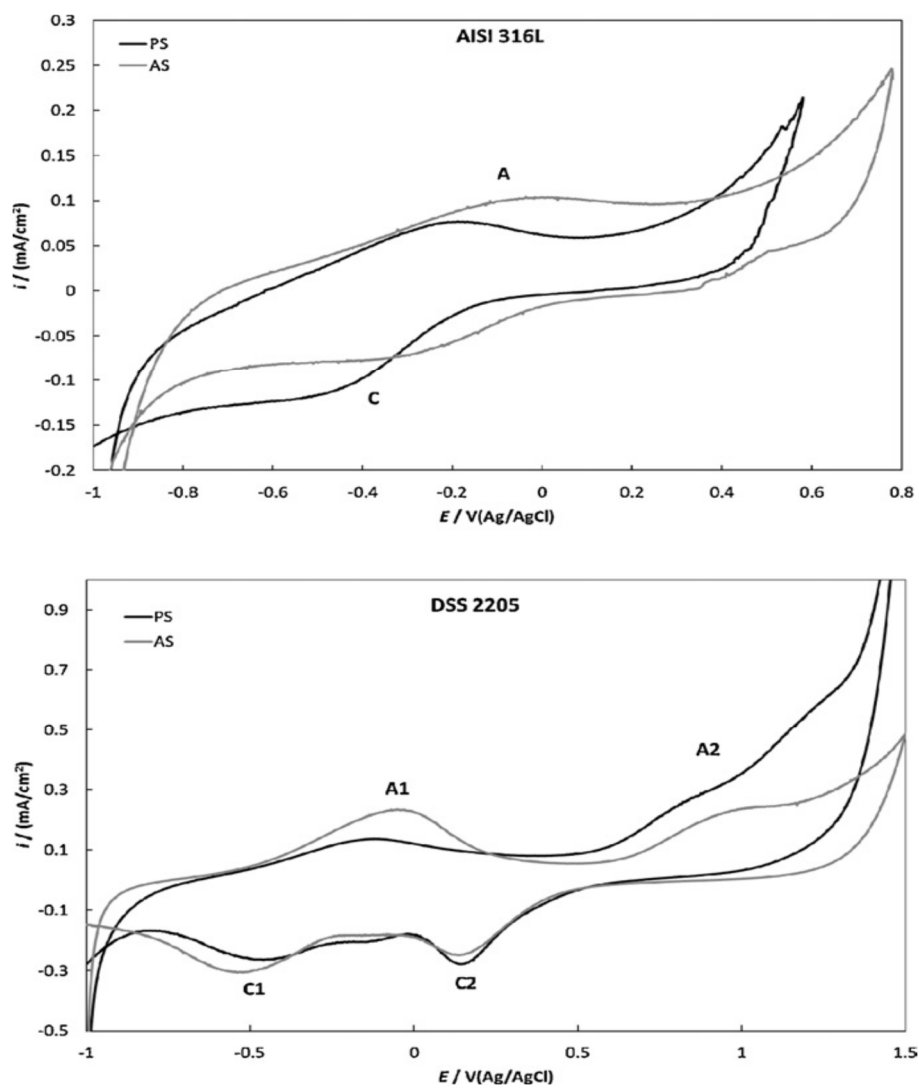 AISI 316L
PS
AS
0.3
0.25
0.2
0.15
0.1
0.05
0
-0.05
-0.1
-0.15
-0.2
A
C
-1 -0.8 -0.6 -0.4 -0.2 0 0.2 0.4 0.6 0.8
i / (mA/cm²)
E / V(Ag/AgCl)
DSS 2205
PS
AS
0.9
0.7
0.5
0.3
0.1
-0.1
-0.3
-0.5
A1
A2
C1
C2
-1 -0.5 0 0.5 1 1.5
i / (mA/cm²)
E / V(Ag/AgCl)